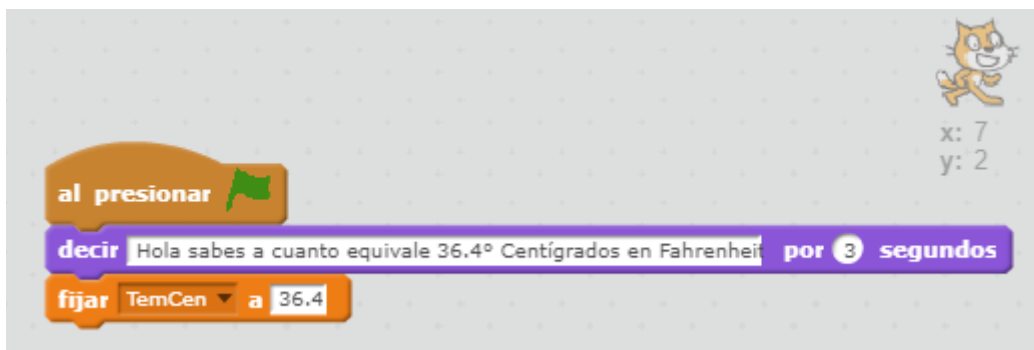 x: 7
y: 2
al presionar
decir Hola sabes a cuanto equivale 36.4º Centígrados en Fahrenheit por 3 segundos
fijar TemCen a 36.4